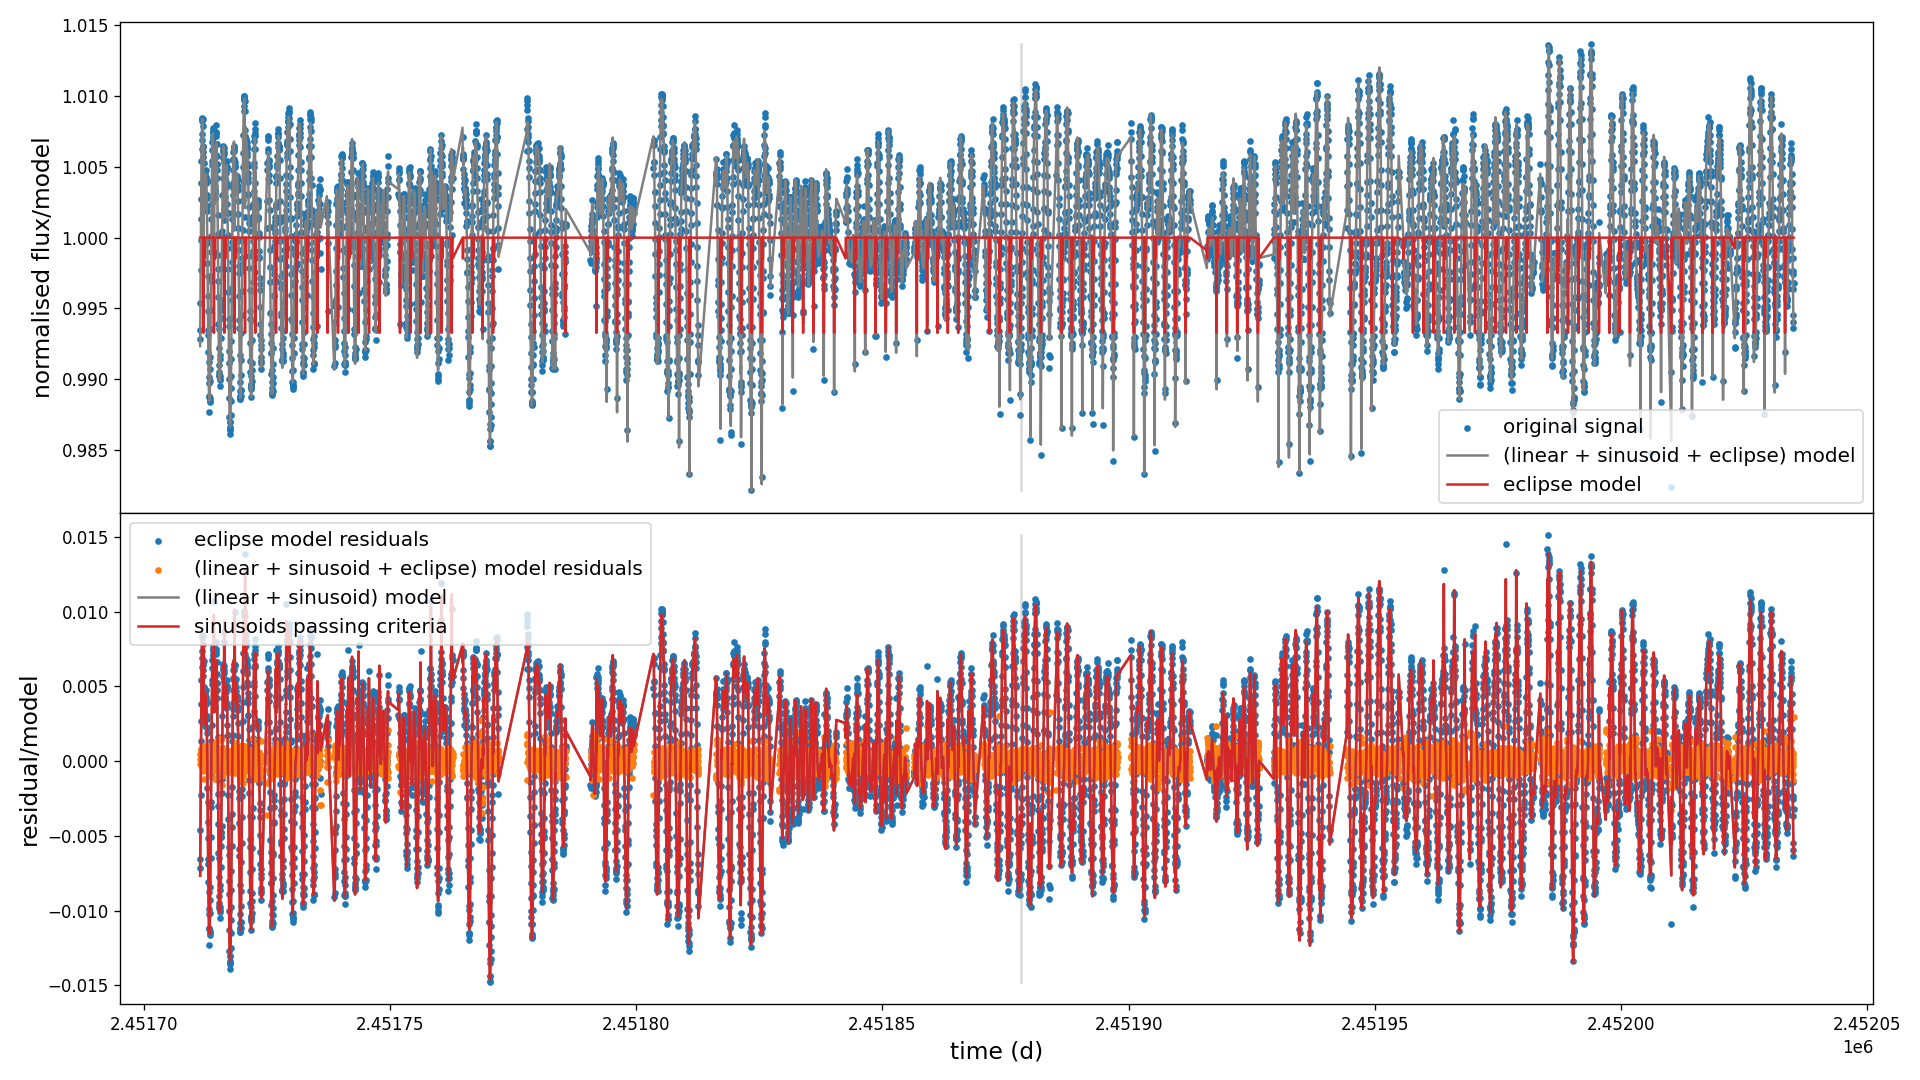 1.015
1.010
1.005
1.000
0.995
0.990
0.985
normalised flux/model
original signal
(linear + sinusoid + eclipse) model
eclipse model
0.015
0.010
0.005
0.000
−0.005
−0.010
−0.015
residual/model
eclipse model residuals
(linear + sinusoid + eclipse) model residuals
(linear + sinusoid) model
sinusoids passing criteria
2.45170 2.45175 2.45180 2.45185 2.45190 2.45195 2.45200 2.45205
time (d)
1e6